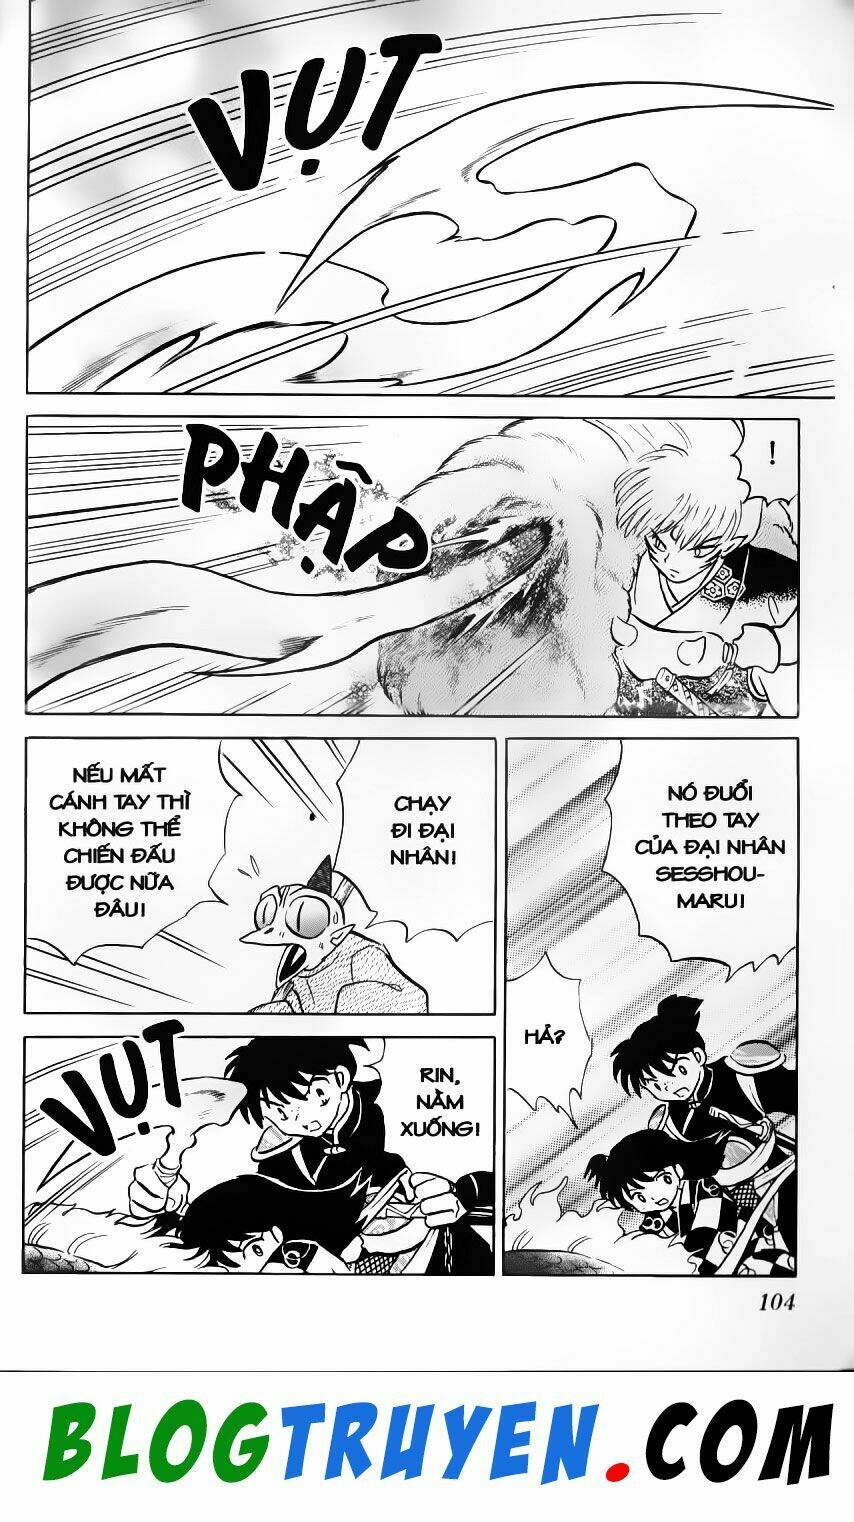 VỤT
PHẬP
!
NÓ ĐUỔI
THEO TAY
CỦA ĐẠI NHÂN
SESSHOU-
MARU!
HẢ?
CHẠY
ĐI ĐẠI
NHÂN!
NẾU MẤT
CÁNH TAY THÌ
KHÔNG THỂ
CHIẾN ĐẤU
ĐƯỢC NỮA
ĐÂU!
RIN,
NẰM
XUỐNG!
VỤT
104
BLOGTRUYEN.COM